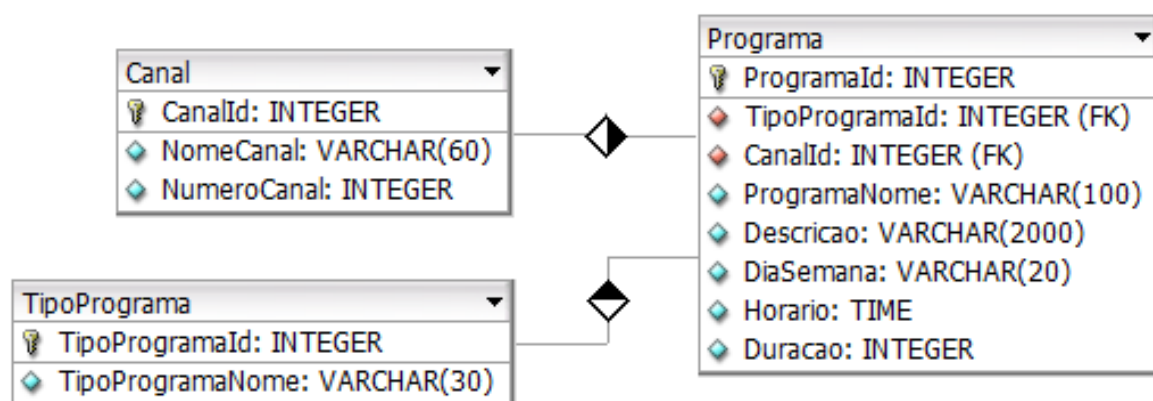 Canal
CanalId: INTEGER
NomeCanal: VARCHAR(60)
NumeroCanal: INTEGER
TipoPrograma
TipoProgramaId: INTEGER
TipoProgramaNome: VARCHAR(30)
Programa
ProgramaId: INTEGER
TipoProgramaId: INTEGER (FK)
CanalId: INTEGER (FK)
ProgramaNome: VARCHAR(100)
Descricao: VARCHAR(2000)
DiaSemana: VARCHAR(20)
Horario: TIME
Duracao: INTEGER